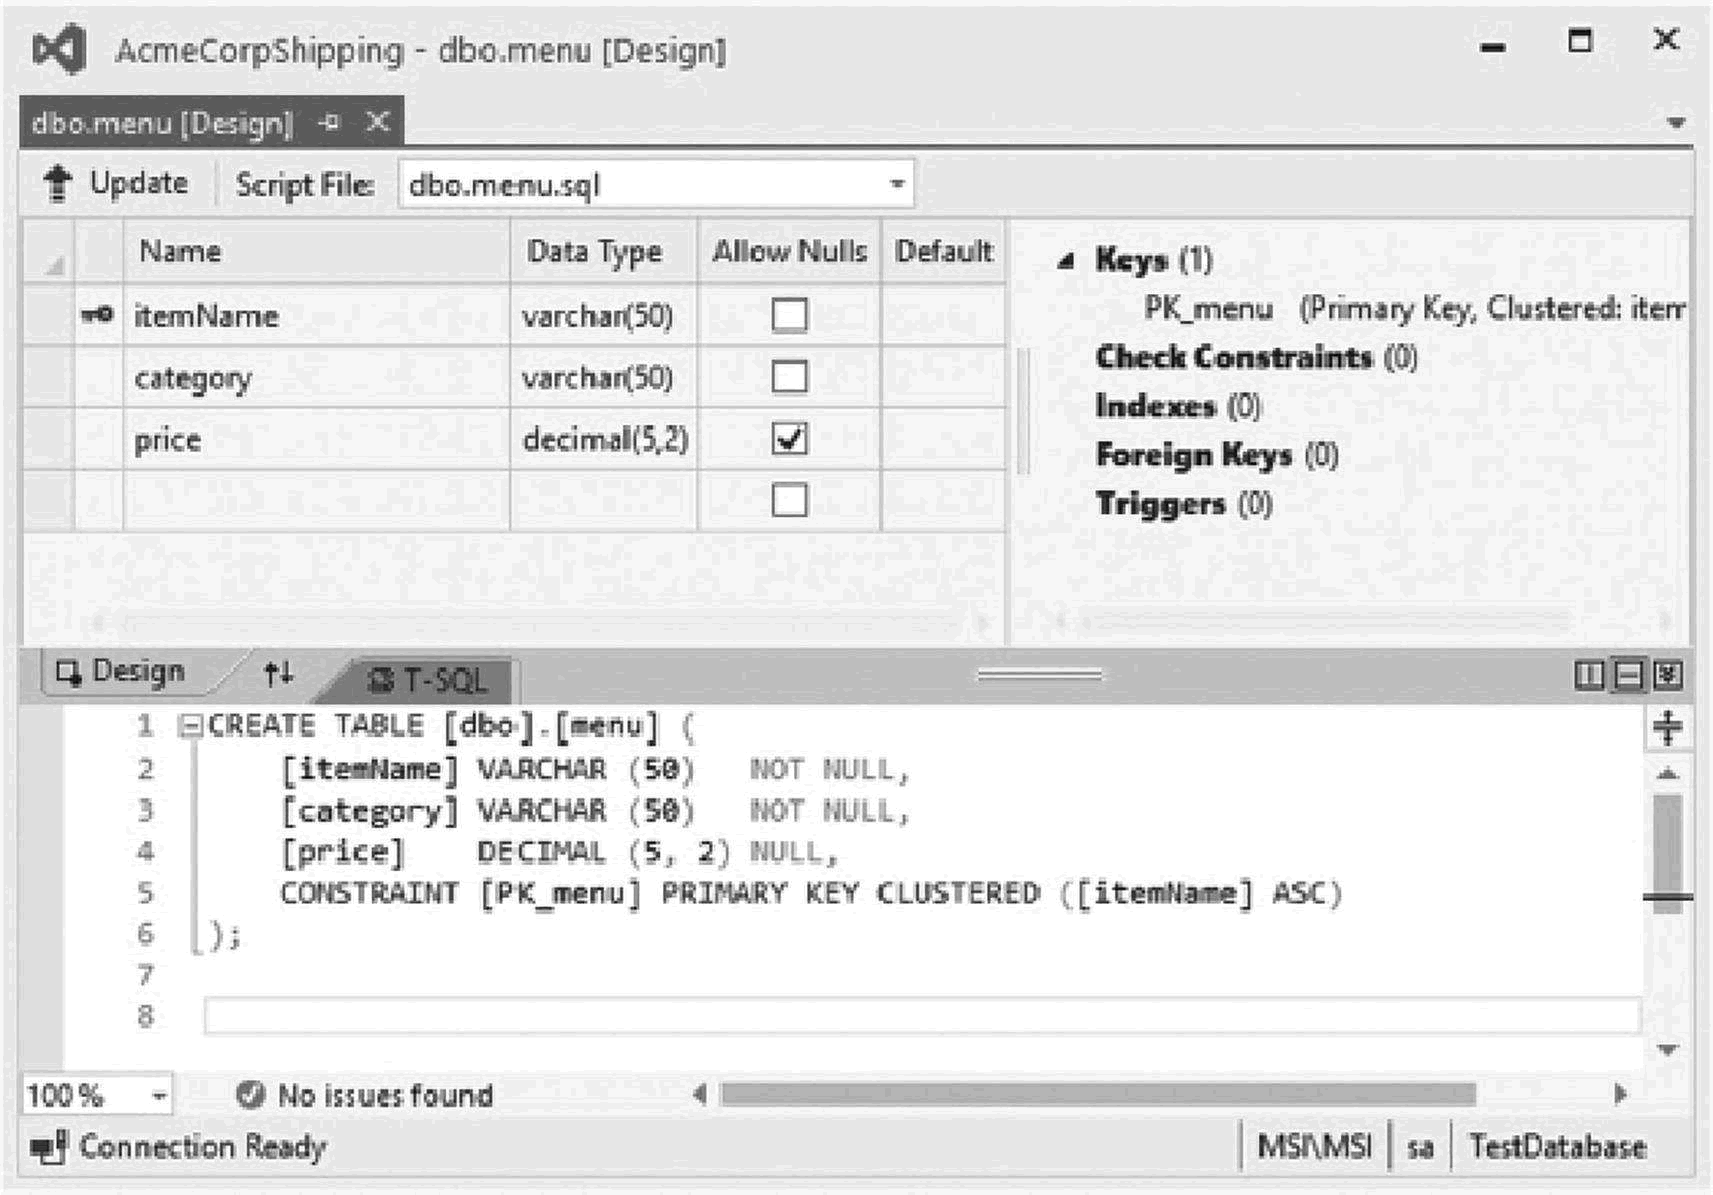 AcmeCorpShipping - dbo.menu [Design]
dbo.menu [Design]
Update Script File: dbo.menu.sql
Name Data Type Allow Nulls Default
itemName varchar(50)
category varchar(50)
price decimal(5,2)
Keys (1)
PK_menu (Primary Key, Clustered: item
Check Constraints (0)
Indexes (0)
Foreign Keys (0)
Triggers (0)
Design T-SQL
1 CREATE TABLE [dbo].[menu] (
2 [itemName] VARCHAR (50) NOT NULL,
3 [category] VARCHAR (50) NOT NULL,
4 [price] DECIMAL (5, 2) NULL,
5 CONSTRAINT [PK_menu] PRIMARY KEY CLUSTERED ([itemName] ASC)
6 );
7
8
100 % No issues found
Connection Ready MSI\MSI sa TestDatabase